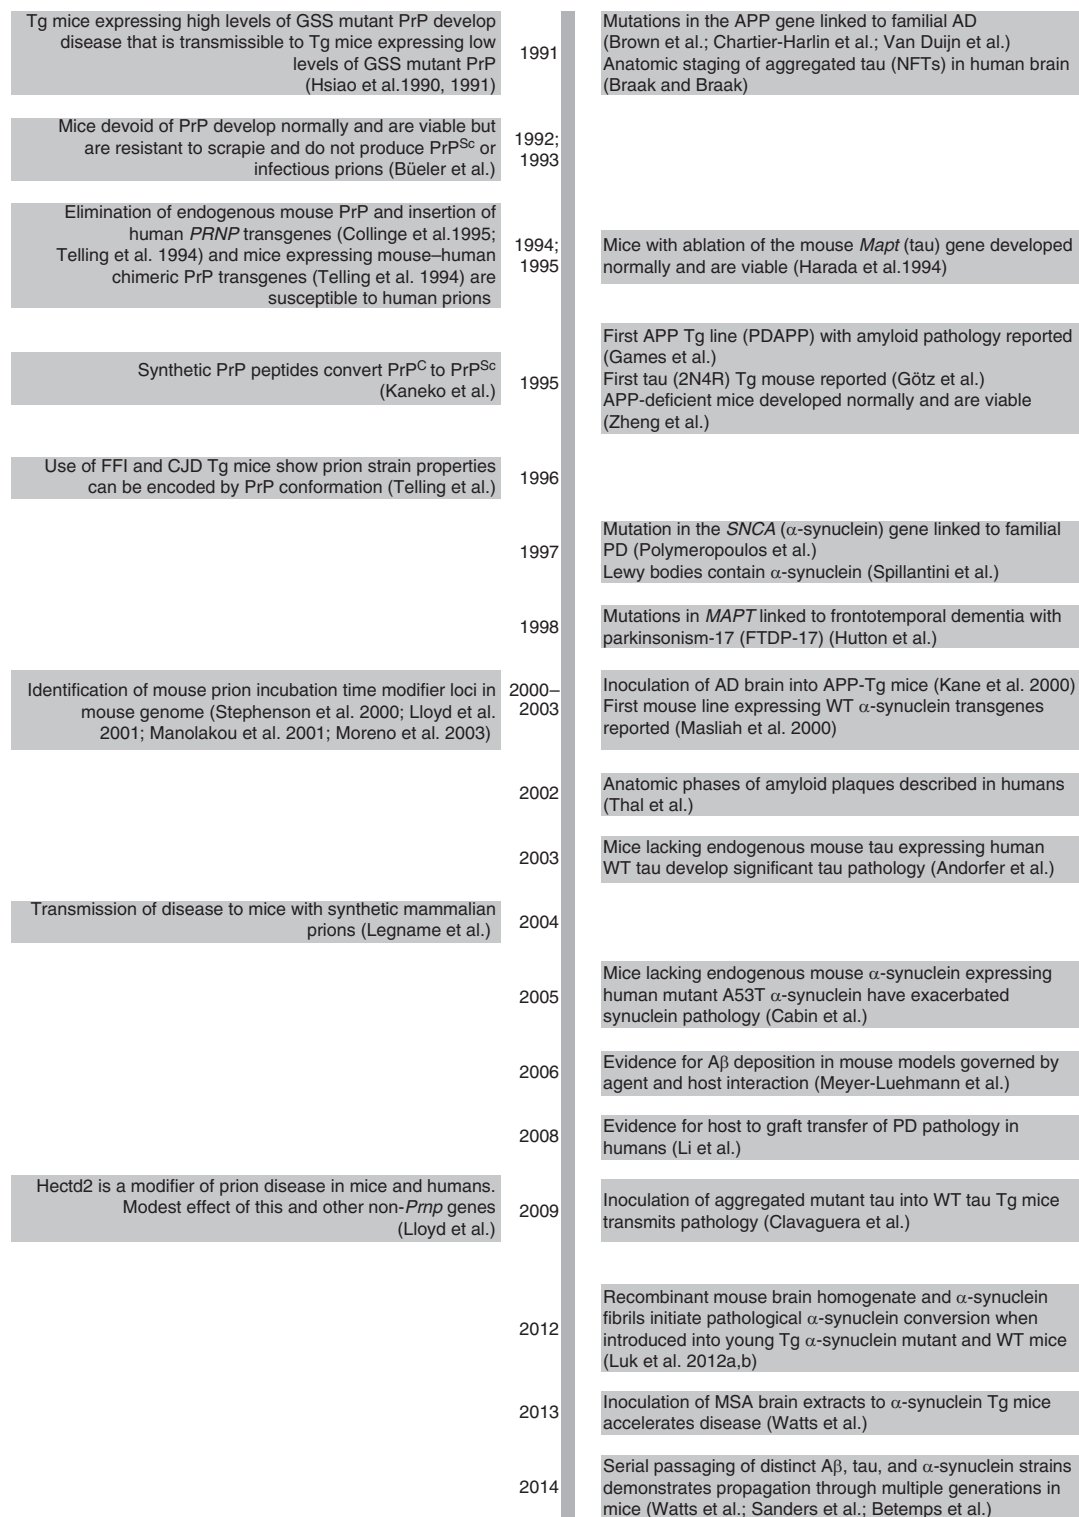 Tg mice expressing high levels of GSS mutant PrP develop
disease that is transmissible to Tg mice expressing low
levels of GSS mutant PrP
(Hsiao et al.1990, 1991)
1991
Mutations in the APP gene linked to familial AD
(Brown et al.; Chartier-Harlin et al.; Van Duijn et al.)
Anatomic staging of aggregated tau (NFTs) in human brain
(Braak and Braak)
Mice devoid of PrP develop normally and are viable but
are resistant to scrapie and do not produce PrPSc or
infectious prions (Büeler et al.)
1992;
1993
Elimination of endogenous mouse PrP and insertion of
human PRNP transgenes (Collinge et al.1995;
Telling et al. 1994) and mice expressing mouse–human
chimeric PrP transgenes (Telling et al. 1994) are
susceptible to human prions
1994;
1995
Mice with ablation of the mouse Mapt (tau) gene developed
normally and are viable (Harada et al.1994)
Synthetic PrP peptides convert PrPC to PrPSc
(Kaneko et al.)
1995
First APP Tg line (PDAPP) with amyloid pathology reported
(Games et al.)
First tau (2N4R) Tg mouse reported (Götz et al.)
APP-deficient mice developed normally and are viable
(Zheng et al.)
Use of FFI and CJD Tg mice show prion strain properties
can be encoded by PrP conformation (Telling et al.)
1996
1997
Mutation in the SNCA (α-synuclein) gene linked to familial
PD (Polymeropoulos et al.)
Lewy bodies contain α-synuclein (Spillantini et al.)
1998
Mutations in MAPT linked to frontotemporal dementia with
parkinsonism-17 (FTDP-17) (Hutton et al.)
Identification of mouse prion incubation time modifier loci in
mouse genome (Stephenson et al. 2000; Lloyd et al.
2001; Manolakou et al. 2001; Moreno et al. 2003)
2000–
2003
Inoculation of AD brain into APP-Tg mice (Kane et al. 2000)
First mouse line expressing WT α-synuclein transgenes
reported (Masliah et al. 2000)
2002
Anatomic phases of amyloid plaques described in humans
(Thal et al.)
2003
Mice lacking endogenous mouse tau expressing human
WT tau develop significant tau pathology (Andorfer et al.)
Transmission of disease to mice with synthetic mammalian
prions (Legname et al.)
2004
2005
Mice lacking endogenous mouse α-synuclein expressing
human mutant A53T α-synuclein have exacerbated
synuclein pathology (Cabin et al.)
2006
Evidence for Aβ deposition in mouse models governed by
agent and host interaction (Meyer-Luehmann et al.)
2008
Evidence for host to graft transfer of PD pathology in
humans (Li et al.)
Hectd2 is a modifier of prion disease in mice and humans.
Modest effect of this and other non-Prnp genes
(Lloyd et al.)
2009
Inoculation of aggregated mutant tau into WT tau Tg mice
transmits pathology (Clavaguera et al.)
2012
Recombinant mouse brain homogenate and α-synuclein
fibrils initiate pathological α-synuclein conversion when
introduced into young Tg α-synuclein mutant and WT mice
(Luk et al. 2012a,b)
2013
Inoculation of MSA brain extracts to α-synuclein Tg mice
accelerates disease (Watts et al.)
2014
Serial passaging of distinct Aβ, tau, and α-synuclein strains
demonstrates propagation through multiple generations in
mice (Watts et al.; Sanders et al.; Betemps et al.)